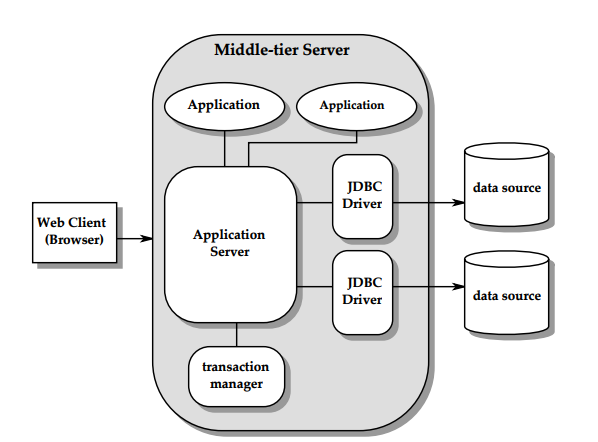 Middle-tier Server
Application
Application
JDBC
Driver
data source
Web Client
(Browser)
Application
Server
JDBC
Driver
data source
transaction
manager